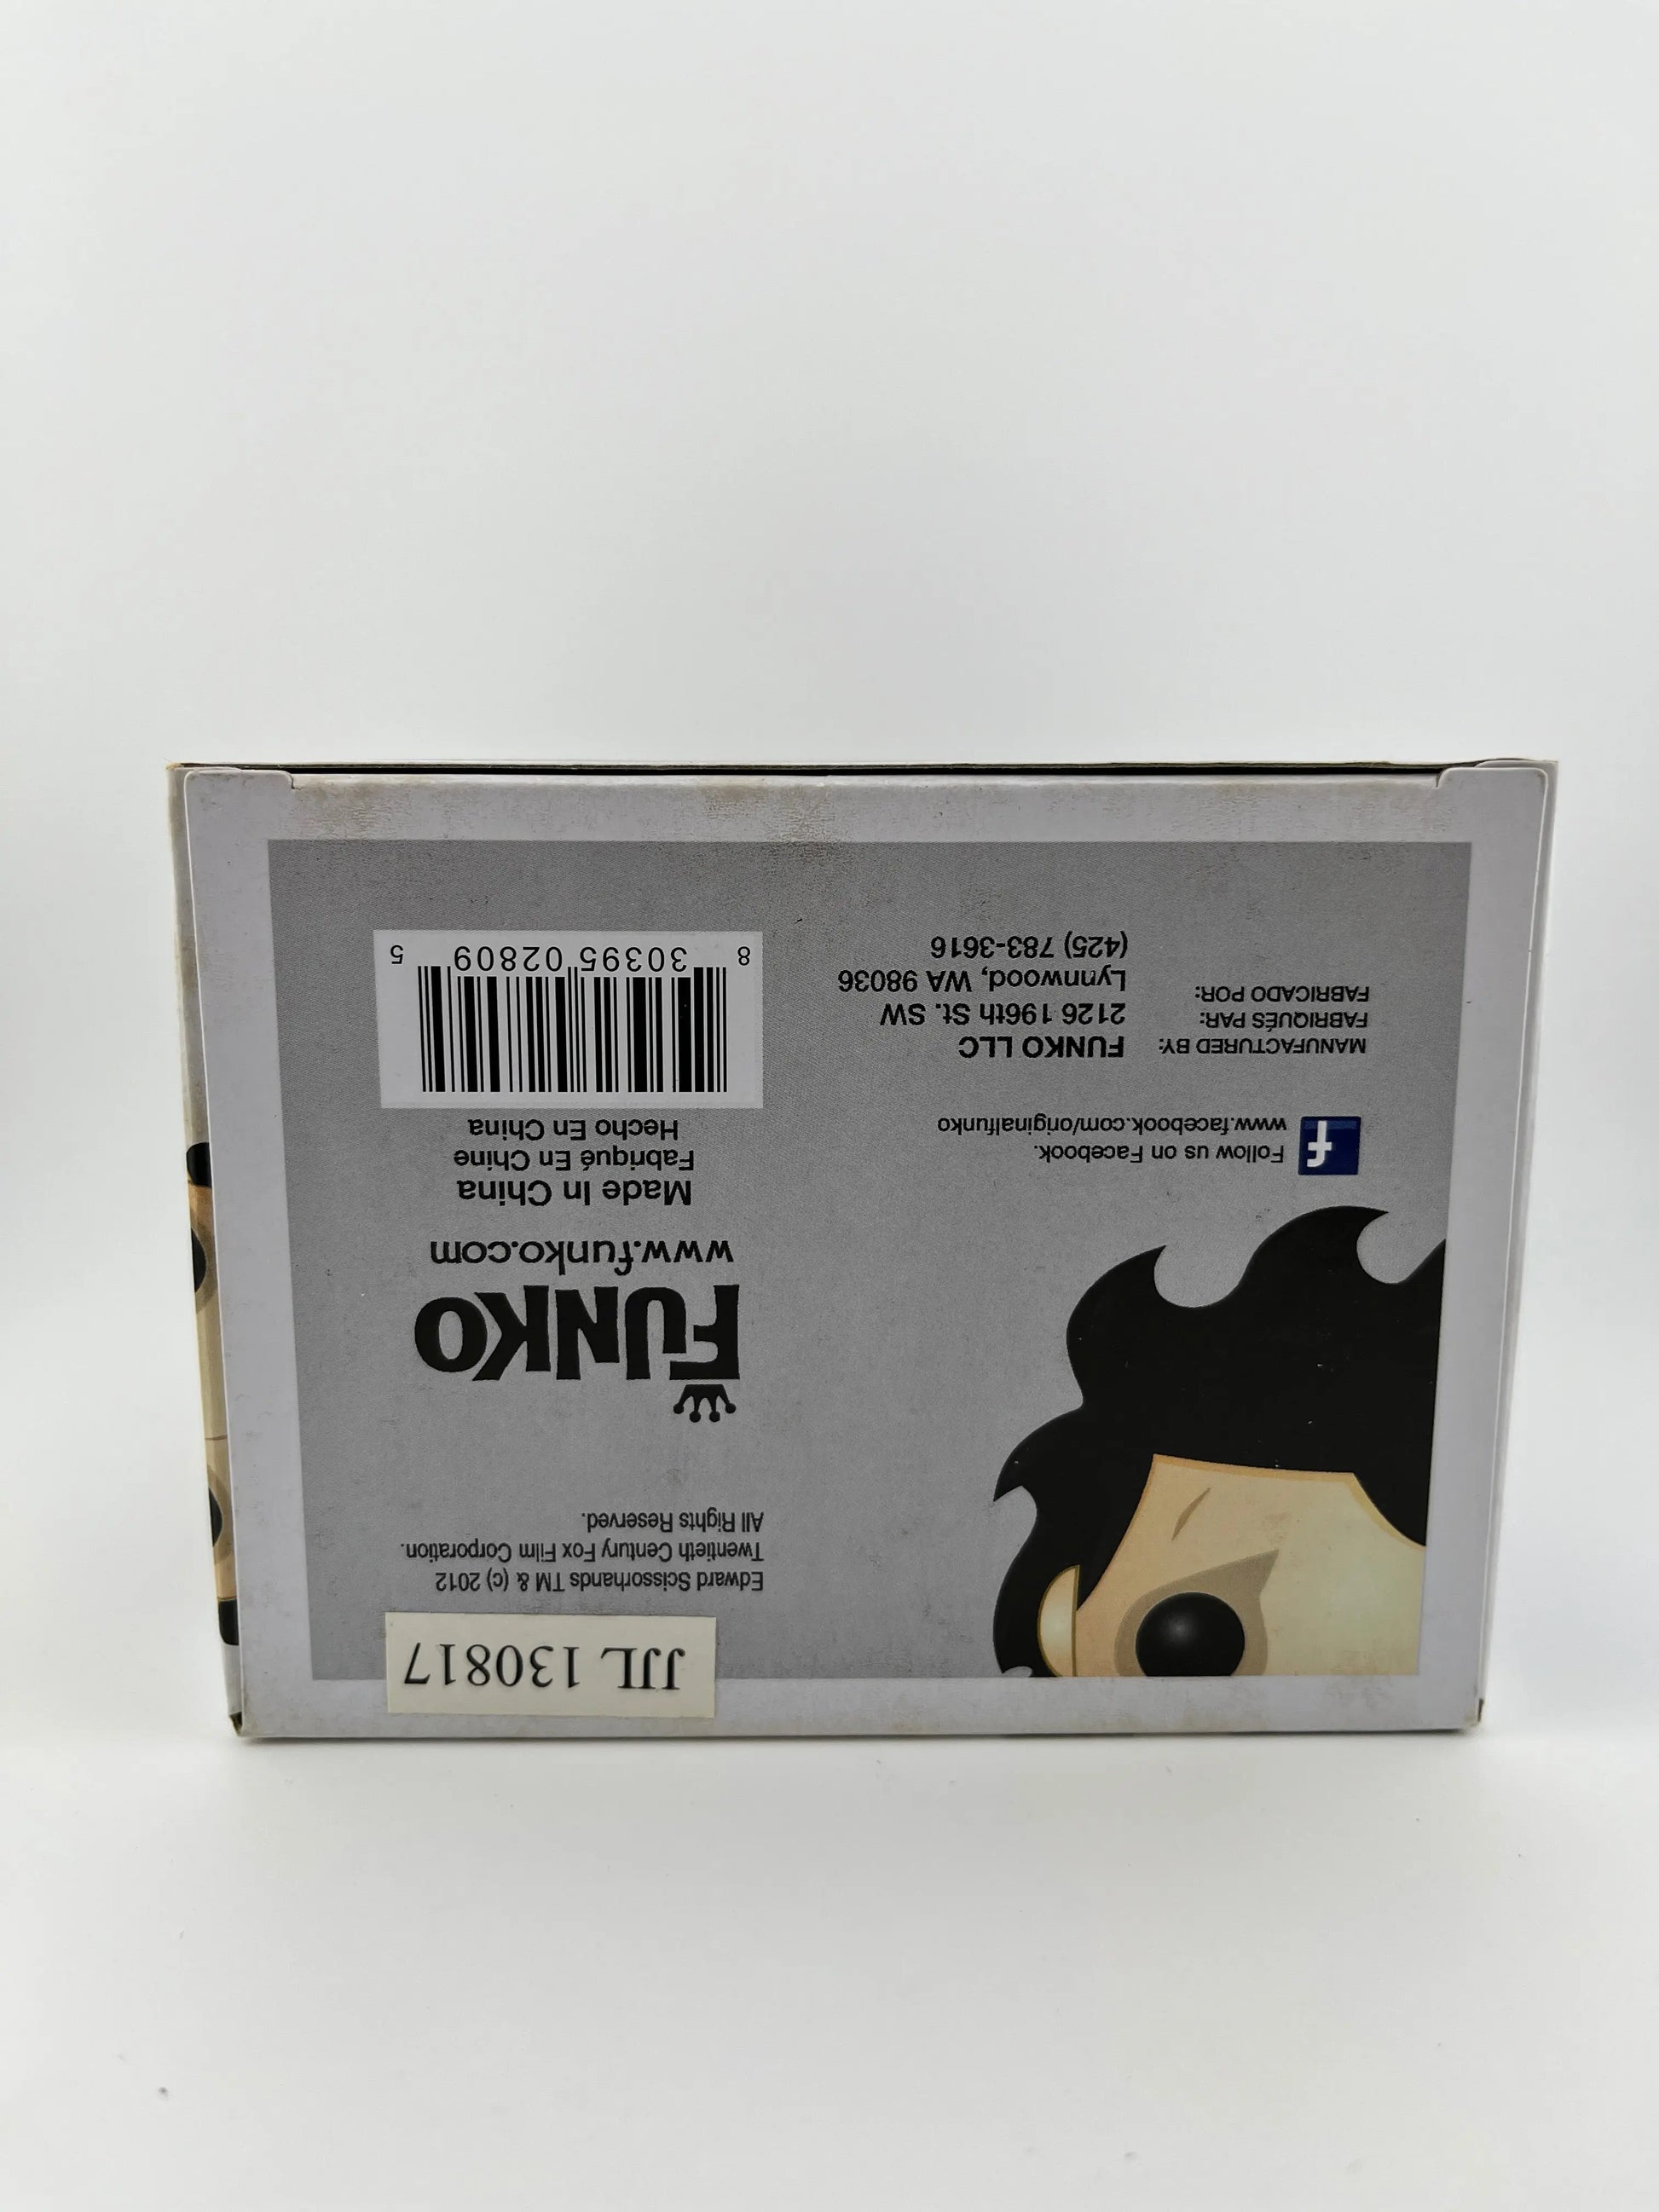 JJL 130817
Edward Scissorhands TM & (c) 2012
Twentieth Century Fox Film Corporation.
All Rights Reserved.
FUNKO
www.funko.com
Made In China
Fabriqué En Chine
Hecho En China
8 30395 02809 5
Follow us on Facebook.
www.facebook.com/originalfunko
MANUFACTURED BY:
FABRIQUÉS PAR:
FABRICADO POR:
FUNKO LLC
2126 196th St. SW
Lynnwood, WA 98036
(425) 783-3616